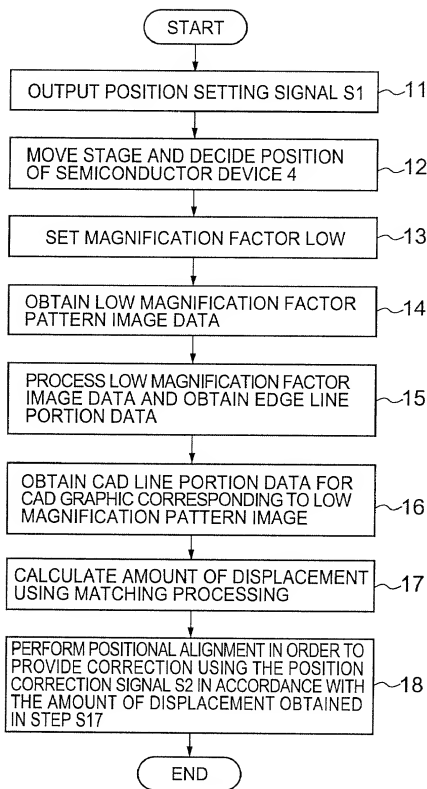 START
OUTPUT POSITION SETTING SIGNAL S1
11
MOVE STAGE AND DECIDE POSITION
OF SEMICONDUCTOR DEVICE 4
12
SET MAGNIFICATION FACTOR LOW
13
OBTAIN LOW MAGNIFICATION FACTOR
PATTERN IMAGE DATA
14
PROCESS LOW MAGNIFICATION FACTOR
IMAGE DATA AND OBTAIN EDGE LINE
PORTION DATA
15
OBTAIN CAD LINE PORTION DATA FOR
CAD GRAPHIC CORRESPONDING TO LOW
MAGNIFICATION PATTERN IMAGE
16
CALCULATE AMOUNT OF DISPLACEMENT
USING MATCHING PROCESSING
17
PERFORM POSITIONAL ALIGNMENT IN ORDER TO
PROVIDE CORRECTION USING THE POSITION
CORRECTION SIGNAL S2 IN ACCORDANCE WITH
THE AMOUNT OF DISPLACEMENT OBTAINED
IN STEP S17
18
END